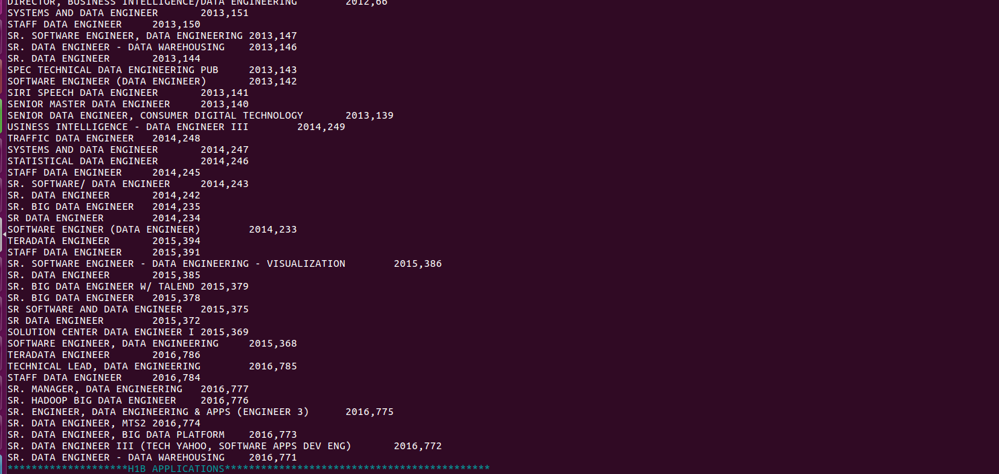 DIRECTOR, BUSINESS INTELLIGENCE/DATA ENGINEERING 2012,66
SYSTEMS AND DATA ENGINEER 2013,151
STAFF DATA ENGINEER 2013,150
SR. SOFTWARE ENGINEER, DATA ENGINEERING 2013,147
SR. DATA ENGINEER - DATA WAREHOUSING 2013,146
SR. DATA ENGINEER 2013,144
SPEC TECHNICAL DATA ENGINEERING PUB 2013,143
SOFTWARE ENGINEER (DATA ENGINEER) 2013,142
SIRI SPEECH DATA ENGINEER 2013,141
SENIOR MASTER DATA ENGINEER 2013,140
SENIOR DATA ENGINEER, CONSUMER DIGITAL TECHNOLOGY 2013,139
USINESS INTELLIGENCE - DATA ENGINEER III 2014,249
TRAFFIC DATA ENGINEER 2014,248
SYSTEMS AND DATA ENGINEER 2014,247
STATISTICAL DATA ENGINEER 2014,246
STAFF DATA ENGINEER 2014,245
SR. SOFTWARE/ DATA ENGINEER 2014,243
SR. DATA ENGINEER 2014,242
SR. BIG DATA ENGINEER 2014,235
SR DATA ENGINEER 2014,234
SOFTWARE ENGINER (DATA ENGINEER) 2014,233
TERADATA ENGINEER 2015,394
STAFF DATA ENGINEER 2015,391
SR. SOFTWARE ENGINEER - DATA ENGINEERING - VISUALIZATION 2015,386
SR. DATA ENGINEER 2015,385
SR. BIG DATA ENGINEER W/ TALEND 2015,379
SR. BIG DATA ENGINEER 2015,378
SR SOFTWARE AND DATA ENGINEER 2015,375
SR DATA ENGINEER 2015,372
SOLUTION CENTER DATA ENGINEER I 2015,369
SOFTWARE ENGINEER, DATA ENGINEERING 2015,368
TERADATA ENGINEER 2016,786
TECHNICAL LEAD, DATA ENGINEERING 2016,785
STAFF DATA ENGINEER 2016,784
SR. MANAGER, DATA ENGINEERING 2016,777
SR. HADOOP BIG DATA ENGINEER 2016,776
SR. ENGINEER, DATA ENGINEERING & APPS (ENGINEER 3) 2016,775
SR. DATA ENGINEER, MTS2 2016,774
SR. DATA ENGINEER, BIG DATA PLATFORM 2016,773
SR. DATA ENGINEER III (TECH YAHOO, SOFTWARE APPS DEV ENG) 2016,772
SR. DATA ENGINEER - DATA WAREHOUSING 2016,771
********************H1B APPLICATIONS********************************************